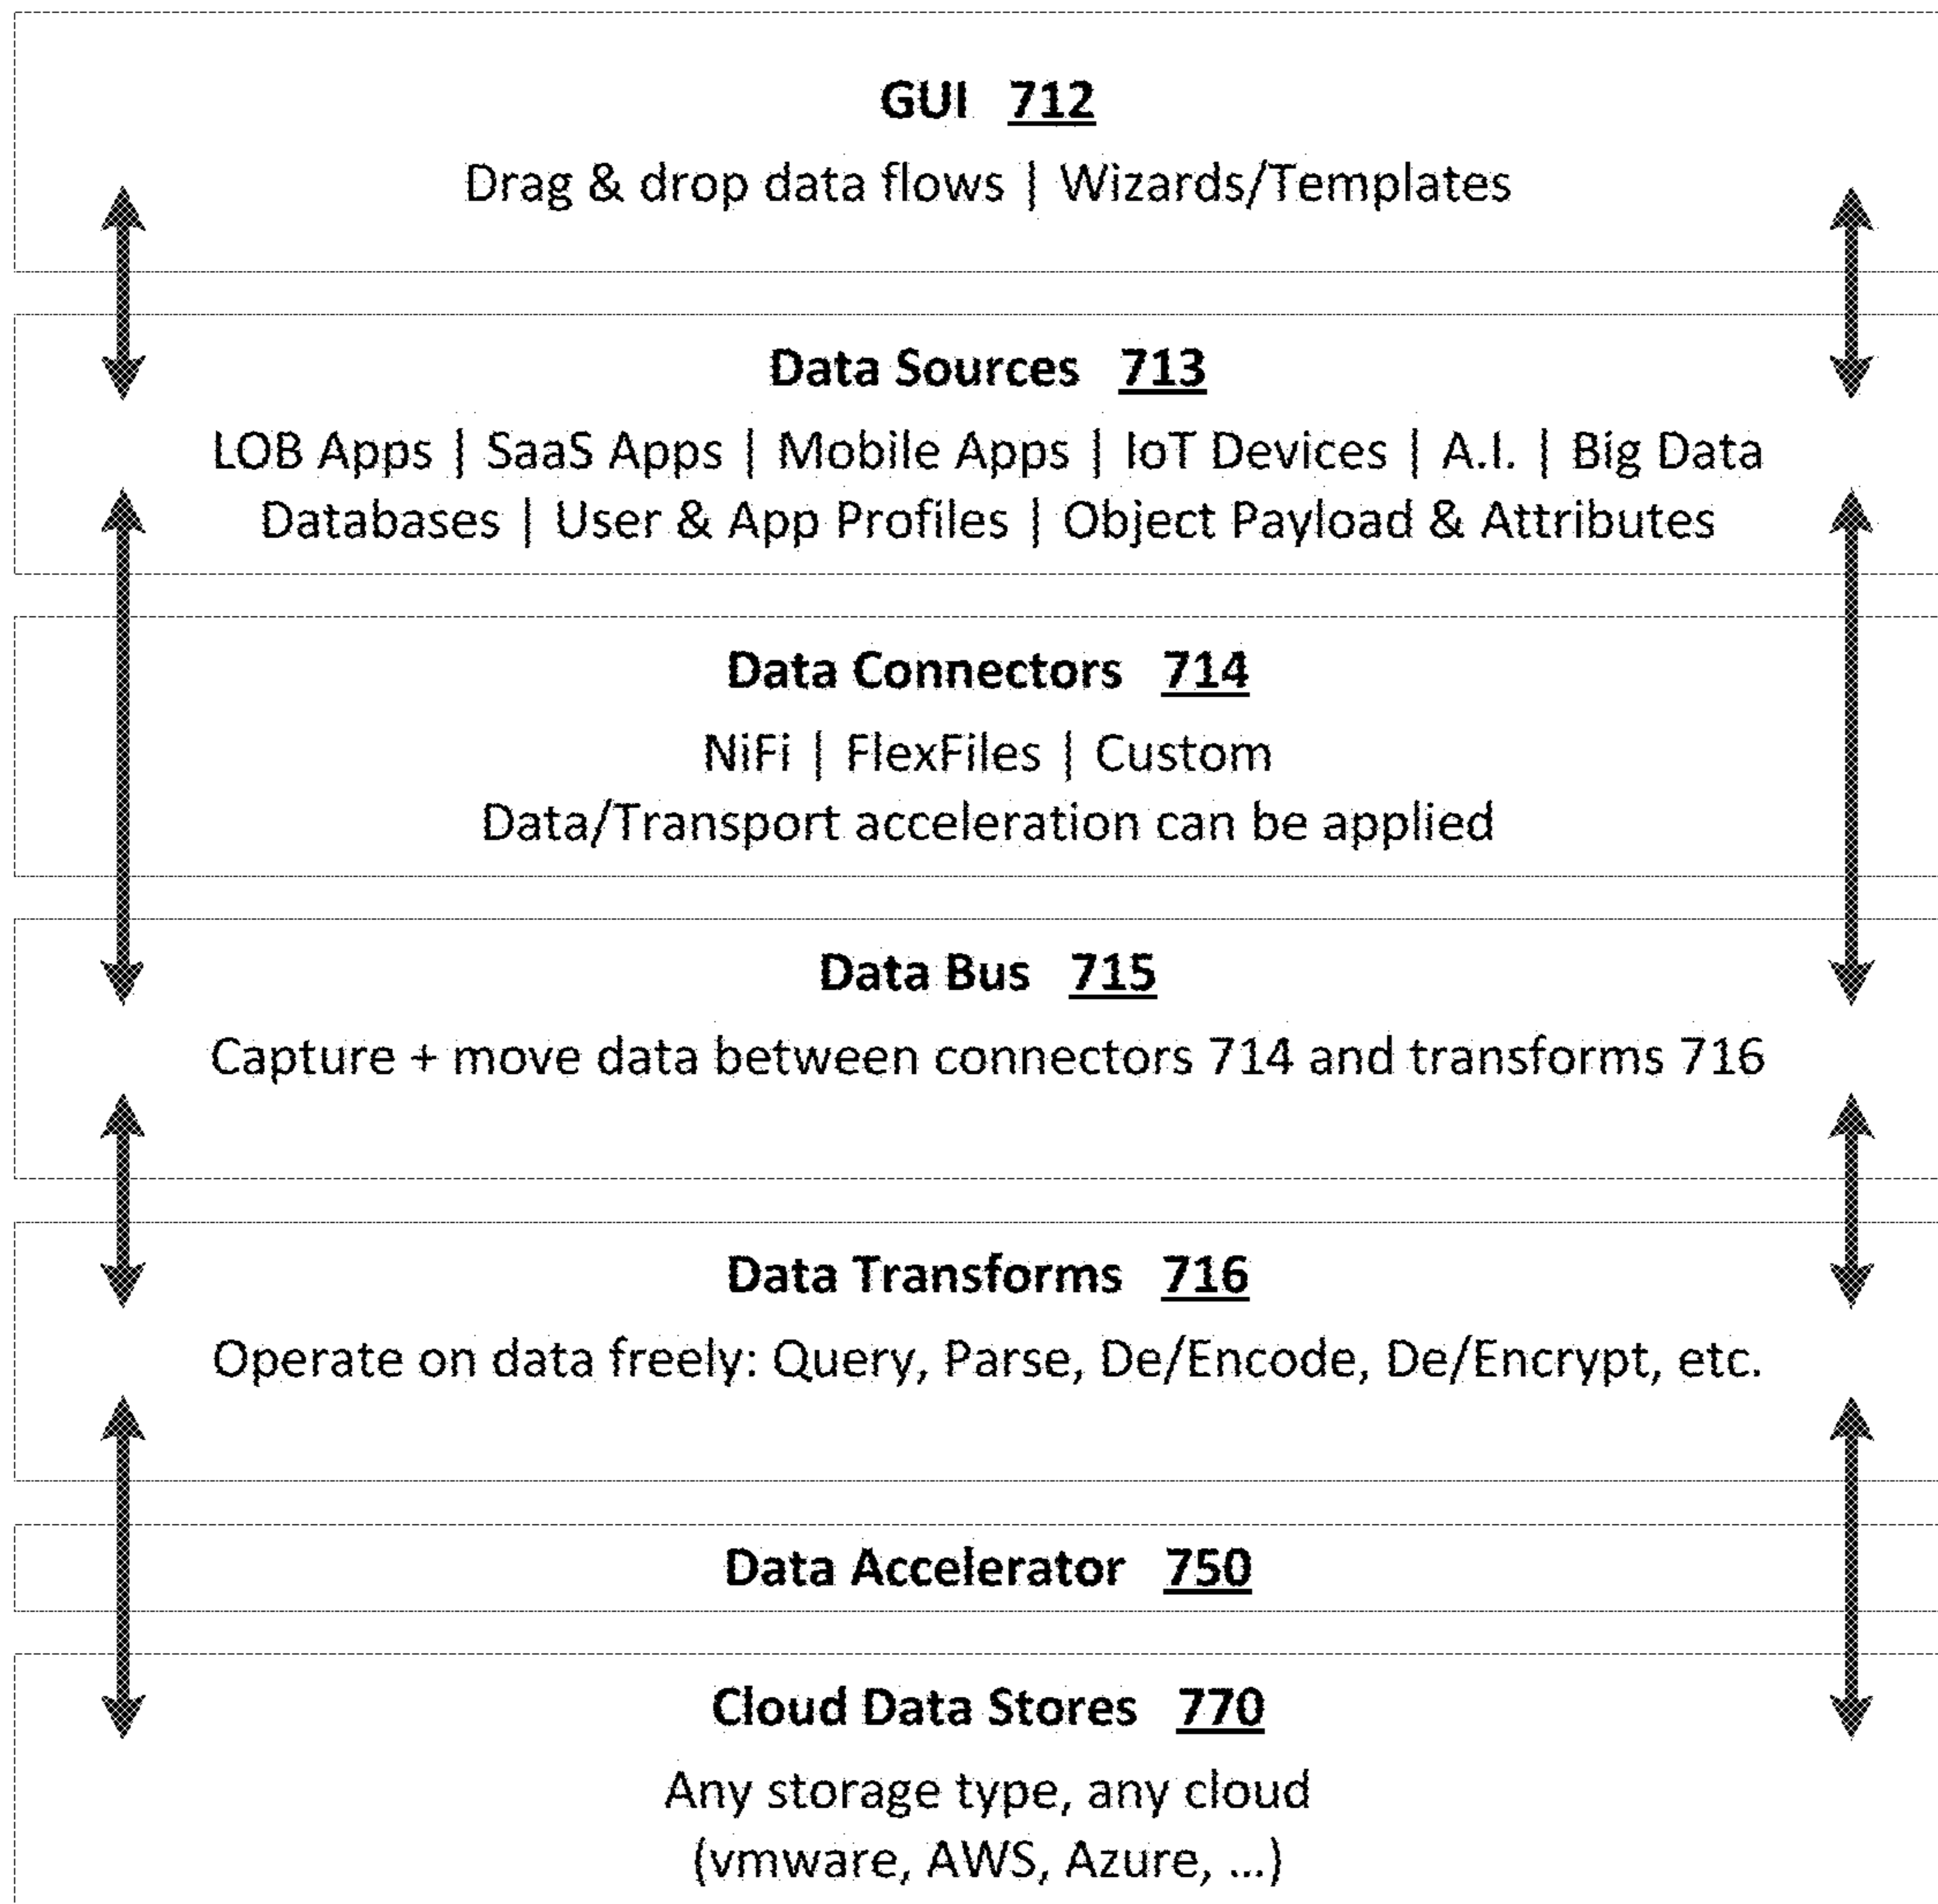 GUI 712
Drag & drop data flows | Wizards/Templates
Data Sources 713
LOB Apps | SaaS Apps | Mobile Apps | IoT Devices | A.I. | Big Data
Databases | User & App Profiles | Object Payload & Attributes
Data Connectors 714
NiFi | FlexFiles | Custom
Data/Transport acceleration can be applied
Data Bus 715
Capture + move data between connectors 714 and transforms 716
Data Transforms 716
Operate on data freely: Query, Parse, De/Encode, De/Encrypt, etc.
Data Accelerator 750
Cloud Data Stores 770
Any storage type, any cloud
(vmware, AWS, Azure, ...)